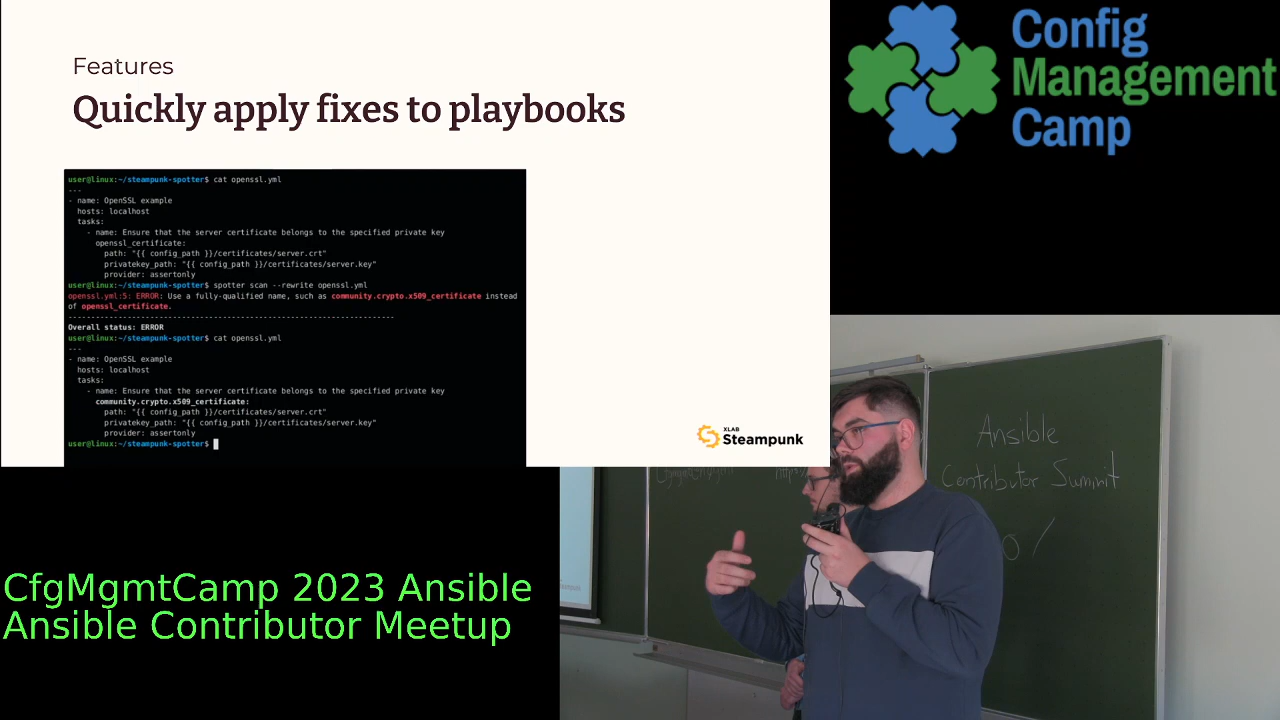 Features
Quickly apply fixes to playbooks
user@linux:~/steampunk-spotter$ cat openssl.yml
---
- name: OpenSSL example
hosts: localhost
tasks:
- name: Ensure that the server certificate belongs to the specified private key
openssl_certificate:
path: "{{ config_path }}/certificates/server.crt"
privatekey_path: "{{ config_path }}/certificates/server.key"
provider: assertonly
user@linux:~/steampunk-spotter$ spotter scan --rewrite openssl.yml
openssl.yml:5: ERROR: Use a fully-qualified name, such as community.crypto.x509_certificate instead
of openssl_certificate.
------------------------------------------------------------------------
Overall status: ERROR
user@linux:~/steampunk-spotter$ cat openssl.yml
---
- name: OpenSSL example
hosts: localhost
tasks:
- name: Ensure that the server certificate belongs to the specified private key
community.crypto.x509_certificate:
path: "{{ config_path }}/certificates/server.crt"
privatekey_path: "{{ config_path }}/certificates/server.key"
provider: assertonly
user@linux:~/steampunk-spotter$
XLAB
Steampunk
Config
Management
Camp
Ansible
Contributor Summit
CfgMgmtCamp 2023 Ansible
Ansible Contributor Meetup